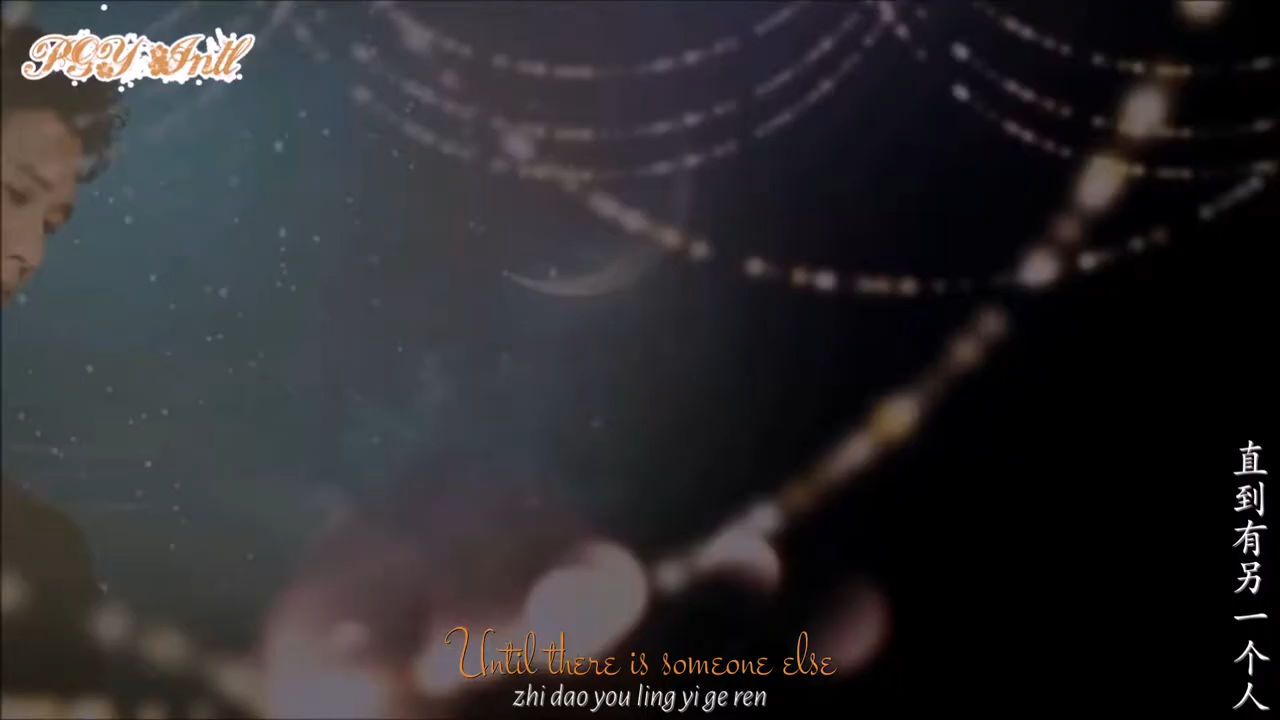 PGY Intl
直到有另一个人
Until there is someone else
zhi dao you ling yi ge ren